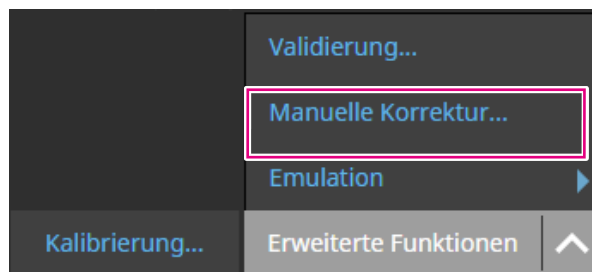 Validierung...
Manuelle Korrektur...
Emulation
Kalibrierung...
Erweiterte Funktionen